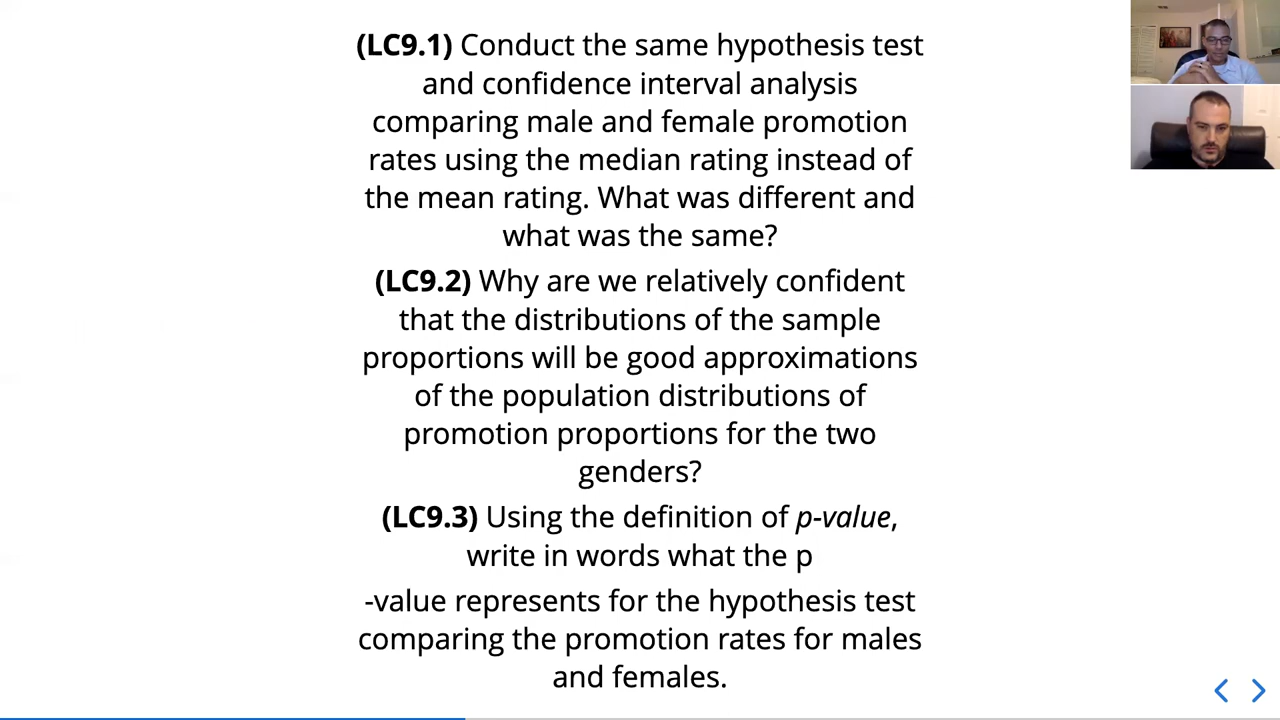 (LC9.1) Conduct the same hypothesis test
and confidence interval analysis
comparing male and female promotion
rates using the median rating instead of
the mean rating. What was different and
what was the same?
(LC9.2) Why are we relatively confident
that the distributions of the sample
proportions will be good approximations
of the population distributions of
promotion proportions for the two
genders?
(LC9.3) Using the definition of p-value,
write in words what the p
-value represents for the hypothesis test
comparing the promotion rates for males
and females.